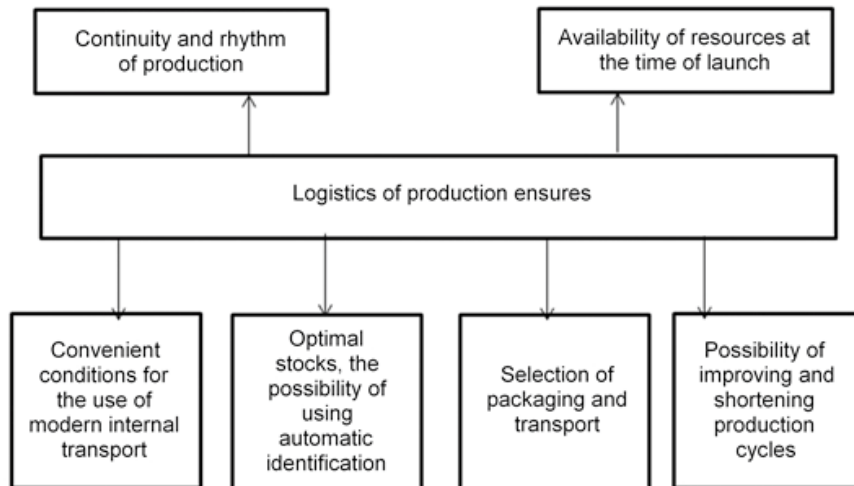 Continuity and rhythm
of production
Availability of resources at
the time of launch
Logistics of production ensures
Convenient
conditions for
the use of
modern internal
transport
Optimal
stocks, the
possibility of
using
automatic
identification
Selection of
packaging and
transport
Possibility of
improving and
shortening
production
cycles